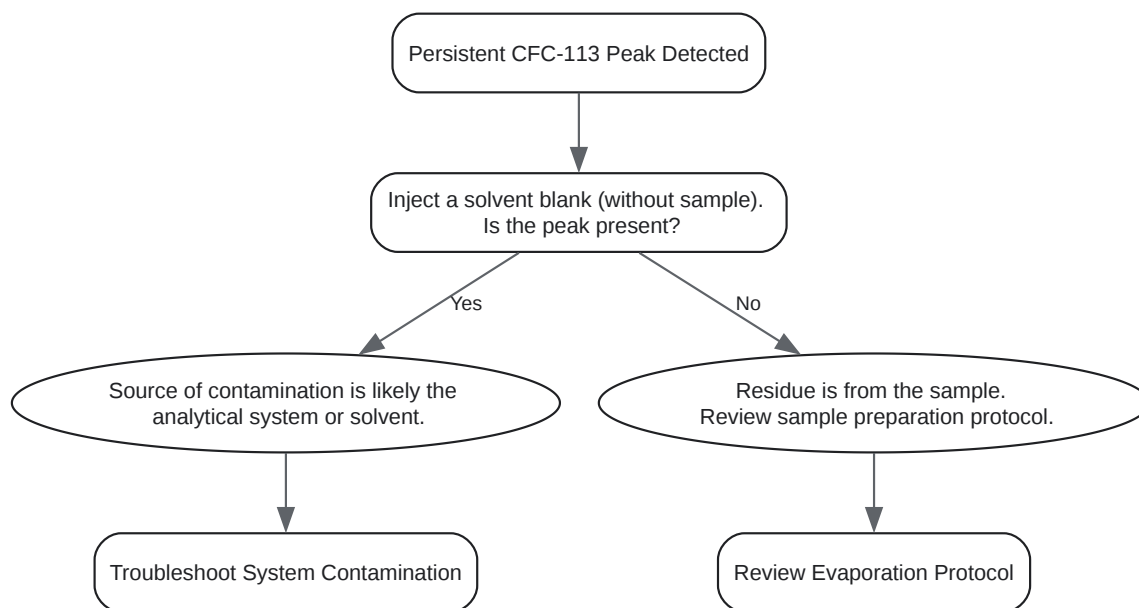 Persistent CFC-113 Peak Detected
Inject a solvent blank (without sample).
Is the peak present?
Yes
No
Source of contamination is likely the
analytical system or solvent.
Residue is from the sample.
Review sample preparation protocol.
Troubleshoot System Contamination
Review Evaporation Protocol